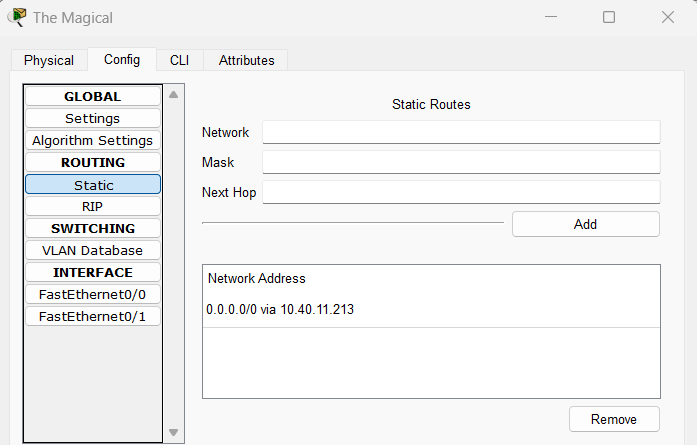 The Magical
Physical
Config
CLI
Attributes
GLOBAL
Settings
Algorithm Settings
ROUTING
Static
RIP
SWITCHING
VLAN Database
INTERFACE
FastEthernet0/0
FastEthernet0/1
Static Routes
Network
Mask
Next Hop
Add
Network Address
0.0.0.0/0 via 10.40.11.213
Remove